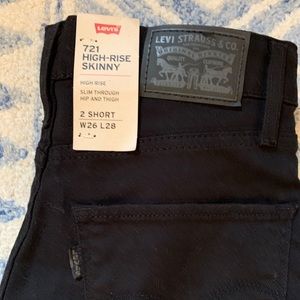 Levi's
721
HIGH-RISE
SKINNY
HIGH RISE
SLIM THROUGH
HIP AND THIGH
2 SHORT
W26 L28
LEVI STRAUSS & CO.
QUALITY